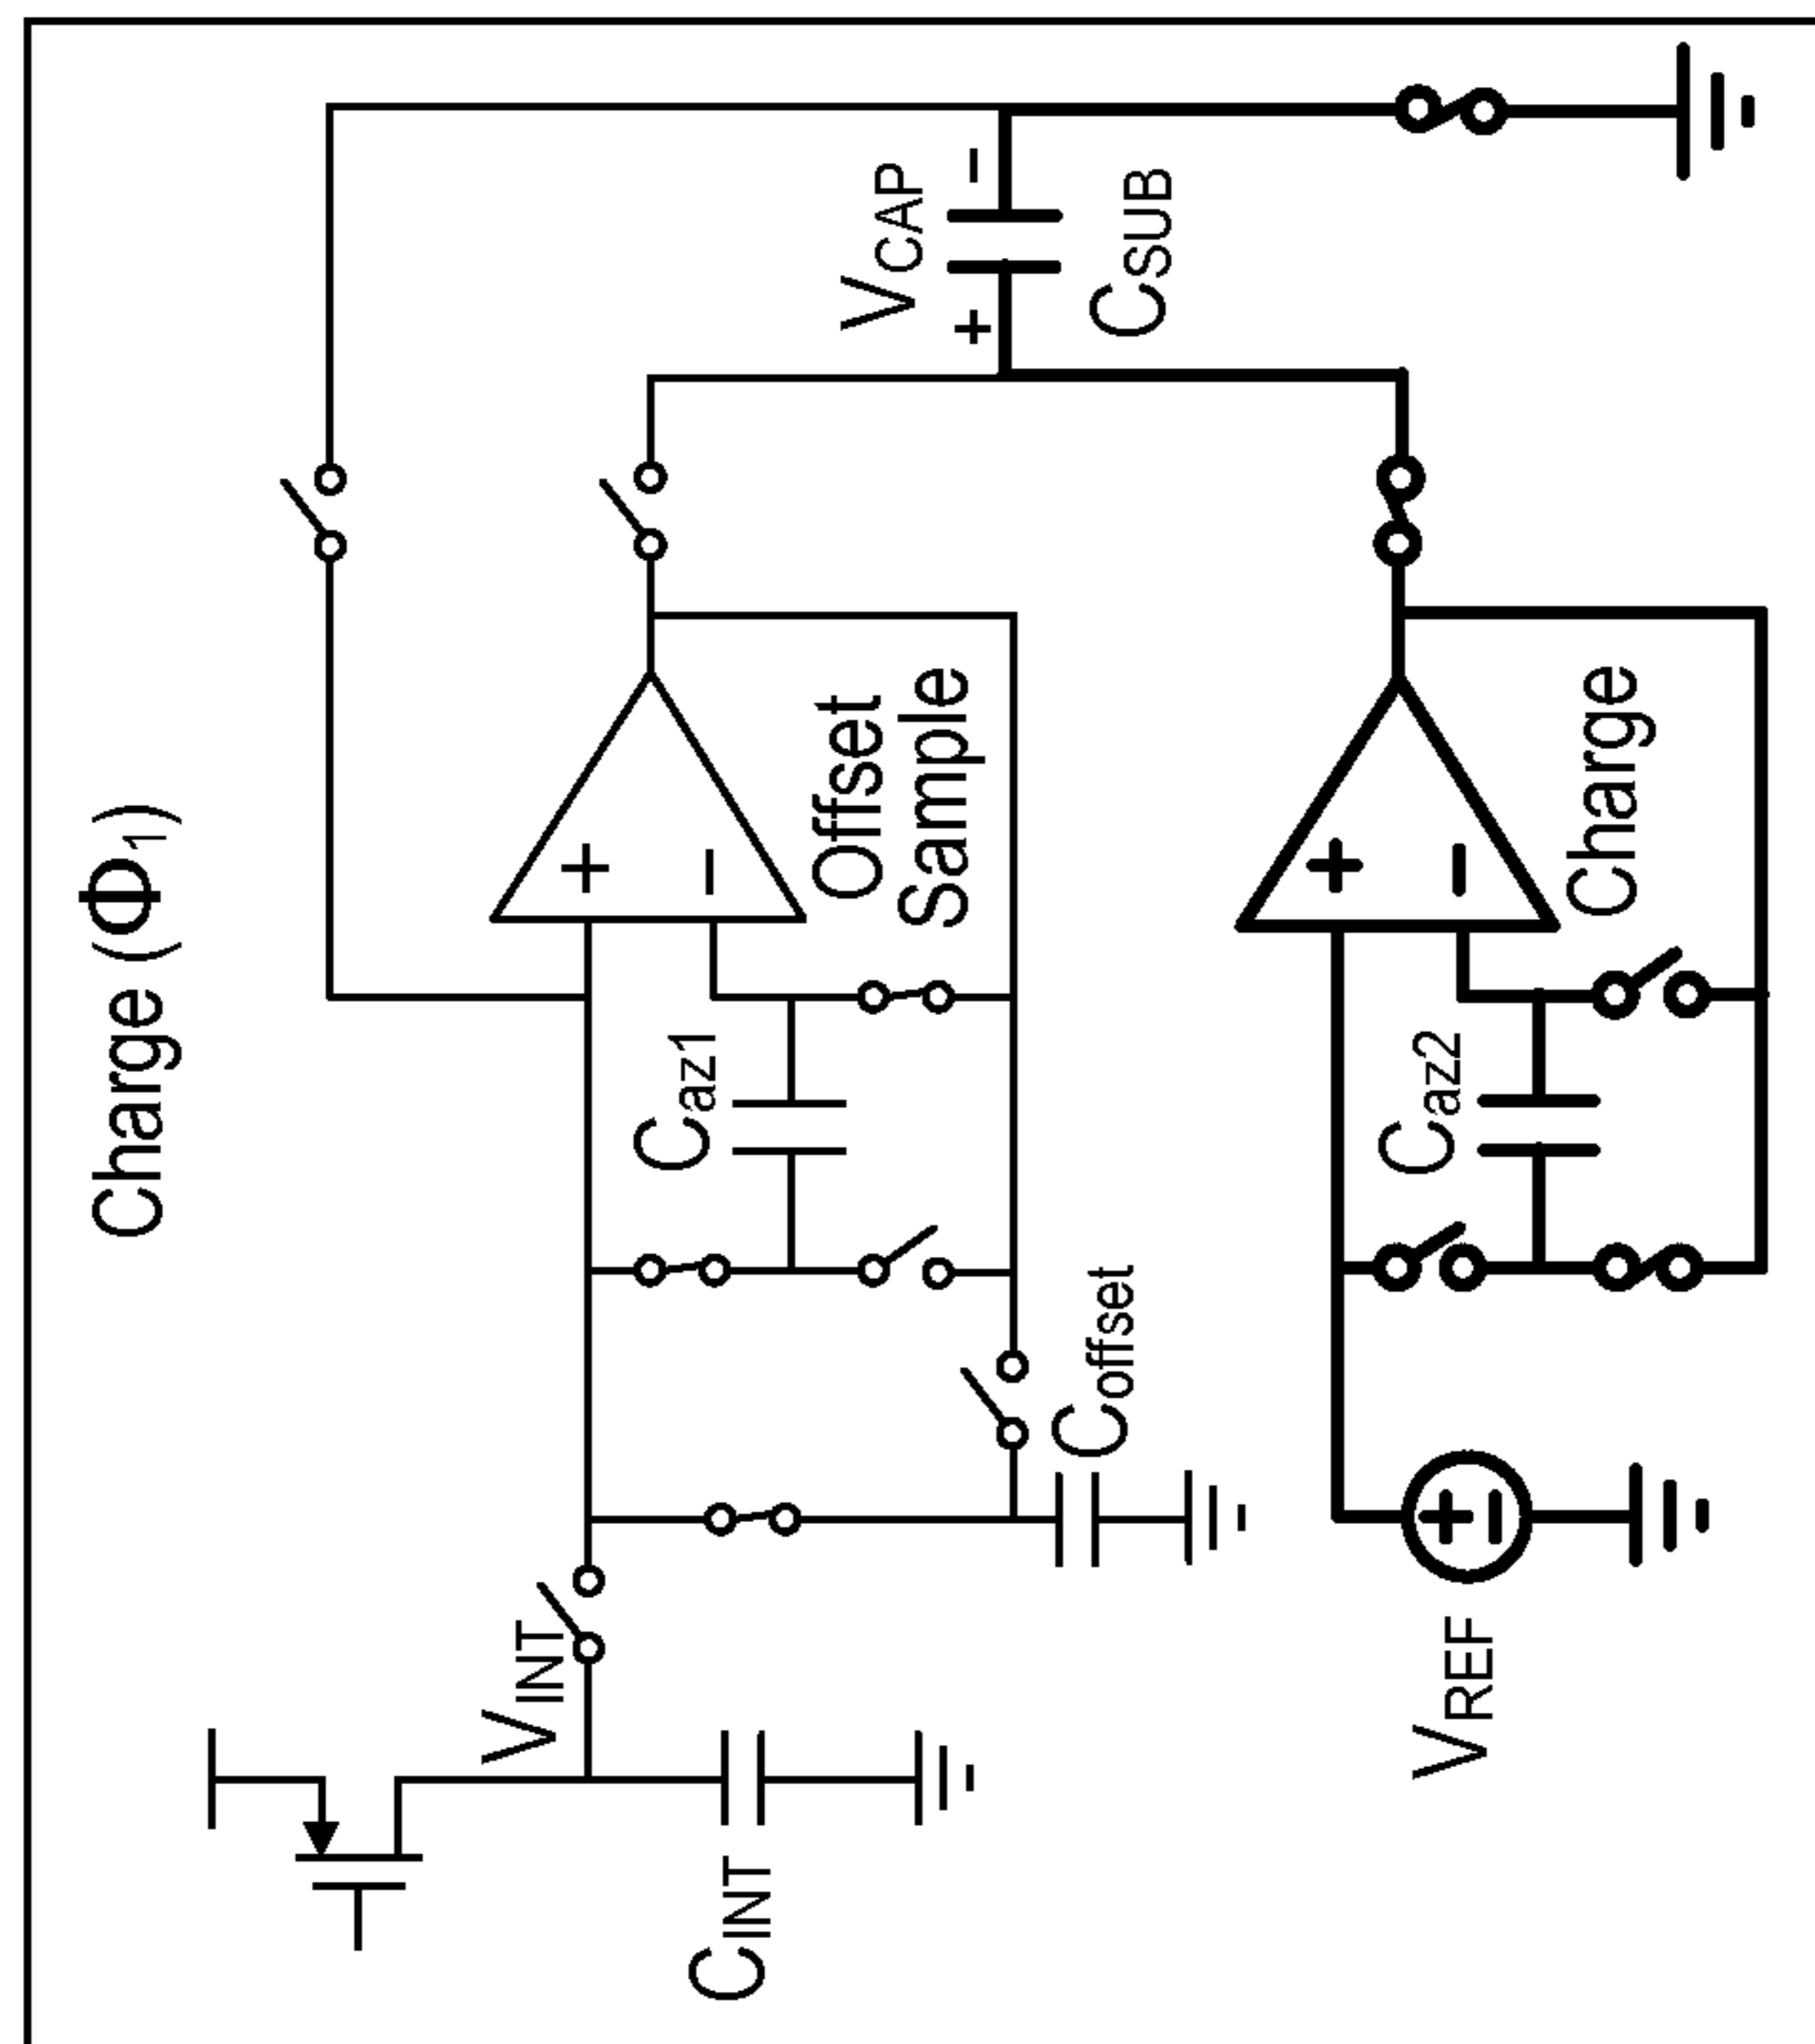 Charge (Φ1)
VINT
CINT
Caz1
+
−
Offset
Sample
Coffset
VCAP
+ −
CSUB
VREF
+
−
Caz2
+
−
Charge